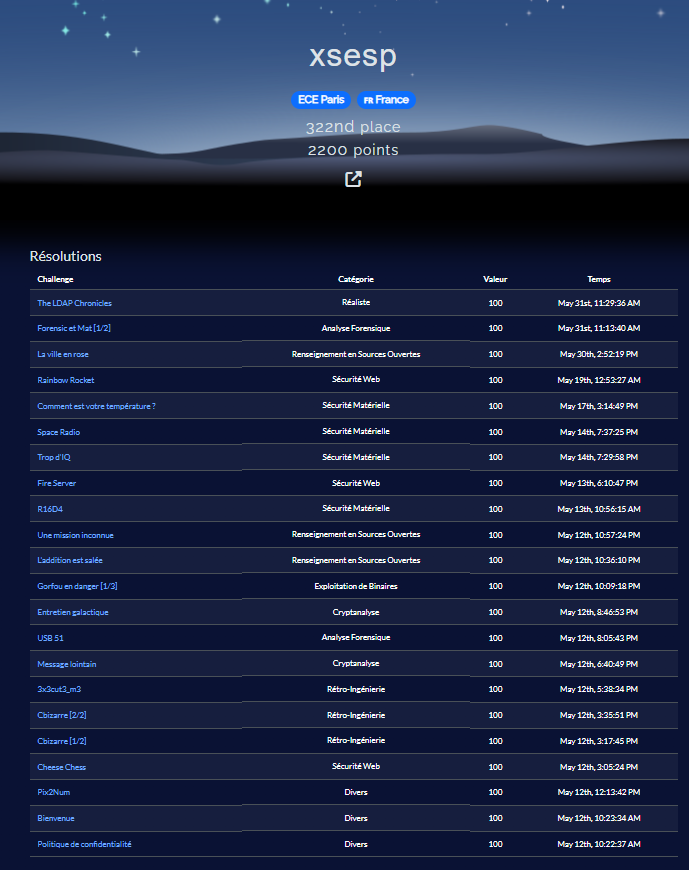 xsesp
ECE Paris FR France
322nd place
2200 points
Résolutions
Challenge Catégorie Valeur Temps
The LDAP Chronicles Réaliste 100 May 31st, 11:29:36 AM
Forensic et Mat [1/2] Analyse Forensique 100 May 31st, 11:13:40 AM
La ville en rose Renseignement en Sources Ouvertes 100 May 30th, 2:52:19 PM
Rainbow Rocket Sécurité Web 100 May 19th, 12:53:27 AM
Comment est votre température ? Sécurité Matérielle 100 May 17th, 3:14:49 PM
Space Radio Sécurité Matérielle 100 May 14th, 7:37:25 PM
Trop d'IQ Sécurité Matérielle 100 May 14th, 7:29:58 PM
Fire Server Sécurité Web 100 May 13th, 6:10:47 PM
R16D4 Sécurité Matérielle 100 May 13th, 10:56:15 AM
Une mission inconnue Renseignement en Sources Ouvertes 100 May 12th, 10:57:24 PM
L'addition est salée Renseignement en Sources Ouvertes 100 May 12th, 10:36:10 PM
Gorfou en danger [1/3] Exploitation de Binaires 100 May 12th, 10:09:18 PM
Entretien galactique Cryptanalyse 100 May 12th, 8:46:53 PM
USB 51 Analyse Forensique 100 May 12th, 8:05:43 PM
Message lointain Cryptanalyse 100 May 12th, 6:40:49 PM
3x3cut3_m3 Rétro-Ingénierie 100 May 12th, 5:38:34 PM
Cbizarre [2/2] Rétro-Ingénierie 100 May 12th, 3:35:51 PM
Cbizarre [1/2] Rétro-Ingénierie 100 May 12th, 3:17:45 PM
Cheese Chess Sécurité Web 100 May 12th, 3:05:24 PM
Pix2Num Divers 100 May 12th, 12:13:42 PM
Bienvenue Divers 100 May 12th, 10:23:34 AM
Politique de confidentialité Divers 100 May 12th, 10:22:37 AM